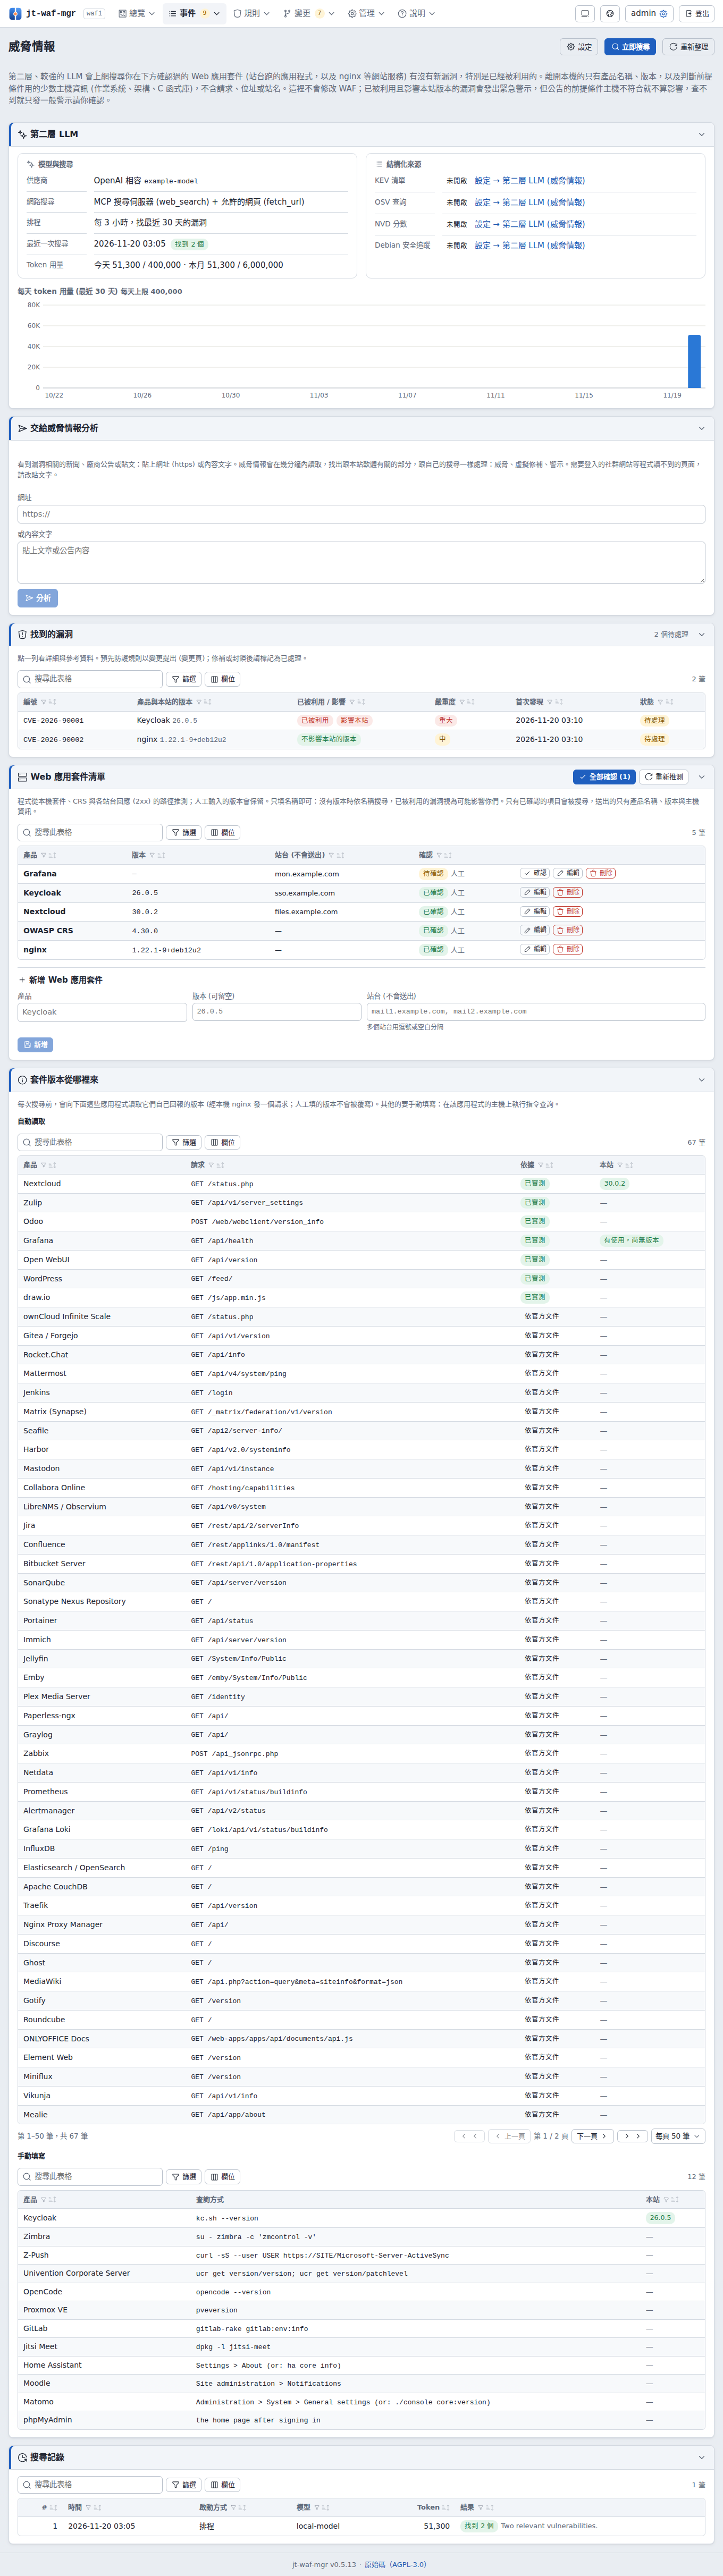 jt-waf-mgr waf1 總覽 事件 9 規則 變更 7 管理 說明 admin 登出
威脅情報 設定 立即搜尋 重新整理
第二層、較強的 LLM 會上網搜尋你在下方確認過的 Web 應用套件 (站台跑的應用程式，以及 nginx 等網站服務) 有沒有新漏洞，特別是已經被利用的。離開本機的只有產品名稱、版本，以及判斷前提條件用的少數主機資訊 (作業系統、架構、C 函式庫)，不含請求、位址或站名。這裡不會修改 WAF；已被利用且影響本站版本的漏洞會發出緊急警示，但公告的前提條件主機不符合就不算影響，查不到就只發一般警示請你確認。
第二層 LLM
模型與搜尋
供應商 OpenAI 相容 example-model
網路搜尋 MCP 搜尋伺服器 (web_search) + 允許的網頁 (fetch_url)
排程 每 3 小時，找最近 30 天的漏洞
最近一次搜尋 2026-11-20 03:05 找到 2 個
Token 用量 今天 51,300 / 400,000 · 本月 51,300 / 6,000,000
結構化來源
KEV 清單 未開啟 設定 → 第二層 LLM (威脅情報)
OSV 查詢 未開啟 設定 → 第二層 LLM (威脅情報)
NVD 分數 未開啟 設定 → 第二層 LLM (威脅情報)
Debian 安全追蹤 未開啟 設定 → 第二層 LLM (威脅情報)
每天 token 用量 (最近 30 天) 每天上限 400,000
80K
60K
40K
20K
0
10/22 10/26 10/30 11/03 11/07 11/11 11/15 11/19
交給威脅情報分析
看到漏洞相關的新聞、廠商公告或貼文：貼上網址 (https) 或內容文字。威脅情報會在幾分鐘內讀取，找出跟本站軟體有關的部分，跟自己的搜尋一樣處理：威脅、虛擬修補、警示。需要登入的社群網站等程式讀不到的頁面，請改貼文字。
網址
https://
或內容文字
貼上文章或公告內容
分析
找到的漏洞 2 個待處理
點一列看詳細與參考資料。預先防護規則以變更提出 (變更頁)；修補或封鎖後請標記為已處理。
搜尋此表格 篩選 欄位 2 筆
編號 產品與本站的版本 已被利用 / 影響 嚴重度 首次發現 狀態
CVE-2026-90001 Keycloak 26.0.5 已被利用 影響本站 重大 2026-11-20 03:10 待處理
CVE-2026-90002 nginx 1.22.1-9+deb12u2 不影響本站的版本 中 2026-11-20 03:10 待處理
Web 應用套件清單 全部確認 (1) 重新推測
程式從本機套件、CRS 與各站台回應 (2xx) 的路徑推測；人工輸入的版本會保留。只填名稱即可：沒有版本時依名稱搜尋，已被利用的漏洞視為可能影響你們。只有已確認的項目會被搜尋，送出的只有產品名稱、版本與主機資訊。
搜尋此表格 篩選 欄位 5 筆
產品 版本 站台 (不會送出) 確認
Grafana — mon.example.com 待確認 人工 確認 編輯 刪除
Keycloak 26.0.5 sso.example.com 已確認 人工 編輯 刪除
Nextcloud 30.0.2 files.example.com 已確認 人工 編輯 刪除
OWASP CRS 4.30.0 — 已確認 人工 編輯 刪除
nginx 1.22.1-9+deb12u2 — 已確認 人工 編輯 刪除
新增 Web 應用套件
產品 版本 (可留空) 站台 (不會送出)
Keycloak 26.0.5 mail1.example.com, mail2.example.com
多個站台用逗號或空白分隔
新增
套件版本從哪裡來
每次搜尋前，會向下面這些應用程式讀取它們自己回報的版本 (經本機 nginx 發一個請求；人工填的版本不會被覆寫)。其他的要手動填寫：在該應用程式的主機上執行指令查詢。
自動讀取
搜尋此表格 篩選 欄位 67 筆
產品 請求 依據 本站
Nextcloud GET /status.php 已實測 30.0.2
Zulip GET /api/v1/server_settings 已實測 —
Odoo POST /web/webclient/version_info 已實測 —
Grafana GET /api/health 已實測 有使用，尚無版本
Open WebUI GET /api/version 已實測 —
WordPress GET /feed/ 已實測 —
draw.io GET /js/app.min.js 已實測 —
ownCloud Infinite Scale GET /status.php 依官方文件 —
Gitea / Forgejo GET /api/v1/version 依官方文件 —
Rocket.Chat GET /api/info 依官方文件 —
Mattermost GET /api/v4/system/ping 依官方文件 —
Jenkins GET /login 依官方文件 —
Matrix (Synapse) GET /_matrix/federation/v1/version 依官方文件 —
Seafile GET /api2/server-info/ 依官方文件 —
Harbor GET /api/v2.0/systeminfo 依官方文件 —
Mastodon GET /api/v1/instance 依官方文件 —
Collabora Online GET /hosting/capabilities 依官方文件 —
LibreNMS / Observium GET /api/v0/system 依官方文件 —
Jira GET /rest/api/2/serverInfo 依官方文件 —
Confluence GET /rest/applinks/1.0/manifest 依官方文件 —
Bitbucket Server GET /rest/api/1.0/application-properties 依官方文件 —
SonarQube GET /api/server/version 依官方文件 —
Sonatype Nexus Repository GET / 依官方文件 —
Portainer GET /api/status 依官方文件 —
Immich GET /api/server/version 依官方文件 —
Jellyfin GET /System/Info/Public 依官方文件 —
Emby GET /emby/System/Info/Public 依官方文件 —
Plex Media Server GET /identity 依官方文件 —
Paperless-ngx GET /api/ 依官方文件 —
Graylog GET /api/ 依官方文件 —
Zabbix POST /api_jsonrpc.php 依官方文件 —
Netdata GET /api/v1/info 依官方文件 —
Prometheus GET /api/v1/status/buildinfo 依官方文件 —
Alertmanager GET /api/v2/status 依官方文件 —
Grafana Loki GET /loki/api/v1/status/buildinfo 依官方文件 —
InfluxDB GET /ping 依官方文件 —
Elasticsearch / OpenSearch GET / 依官方文件 —
Apache CouchDB GET / 依官方文件 —
Traefik GET /api/version 依官方文件 —
Nginx Proxy Manager GET /api/ 依官方文件 —
Discourse GET / 依官方文件 —
Ghost GET / 依官方文件 —
MediaWiki GET /api.php?action=query&meta=siteinfo&format=json 依官方文件 —
Gotify GET /version 依官方文件 —
Roundcube GET / 依官方文件 —
ONLYOFFICE Docs GET /web-apps/apps/api/documents/api.js 依官方文件 —
Element Web GET /version 依官方文件 —
Miniflux GET /version 依官方文件 —
Vikunja GET /api/v1/info 依官方文件 —
Mealie GET /api/app/about 依官方文件 —
第 1–50 筆，共 67 筆 上一頁 第 1 / 2 頁 下一頁 每頁 50 筆
手動填寫
搜尋此表格 篩選 欄位 12 筆
產品 查詢方式 本站
Keycloak kc.sh --version 26.0.5
Zimbra su - zimbra -c 'zmcontrol -v' —
Z-Push curl -sS --user USER https://SITE/Microsoft-Server-ActiveSync —
Univention Corporate Server ucr get version/version; ucr get version/patchlevel —
OpenCode opencode --version —
Proxmox VE pveversion —
GitLab gitlab-rake gitlab:env:info —
Jitsi Meet dpkg -l jitsi-meet —
Home Assistant Settings > About (or: ha core info) —
Moodle Site administration > Notifications —
Matomo Administration > System > General settings (or: ./console core:version) —
phpMyAdmin the home page after signing in —
搜尋記錄
搜尋此表格 篩選 欄位 1 筆
# 時間 啟動方式 模型 Token 結果
1 2026-11-20 03:05 排程 local-model 51,300 找到 2 個 Two relevant vulnerabilities.
jt-waf-mgr v0.5.13 · 原始碼 (AGPL-3.0)